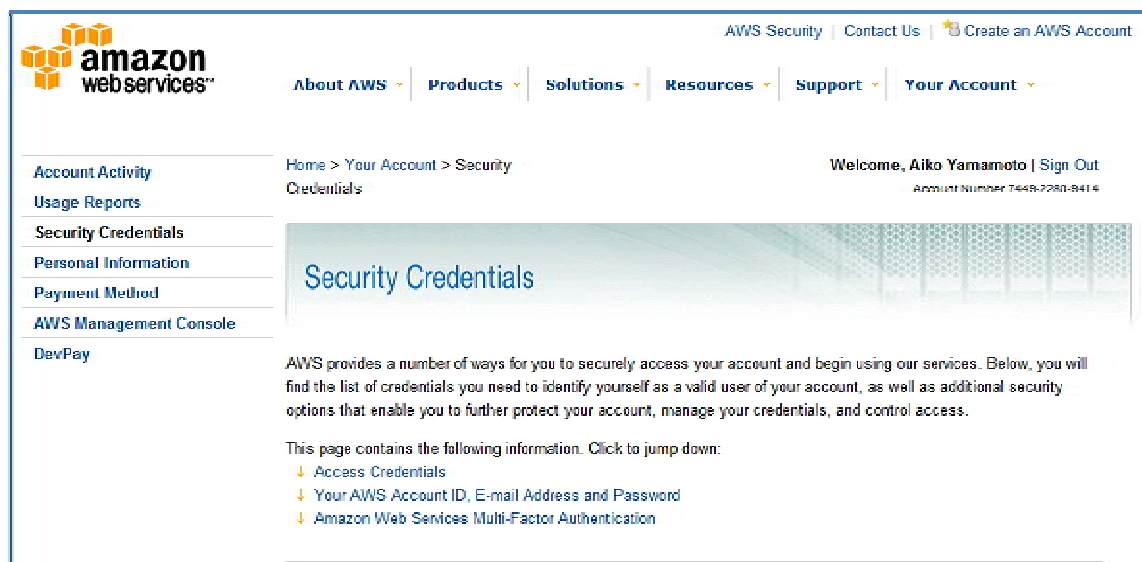 AWS Security | Contact Us | Create an AWS Account
amazon
webservices™
About AWS
Products
Solutions
Resources
Support
Your Account
Account Activity
Usage Reports
Security Credentials
Personal Information
Payment Method
AWS Management Console
DevPay
Home > Your Account > Security
Credentials
Welcome, Aiko Yamamoto | Sign Out
Account Number 7449-2280-9414
Security Credentials
AWS provides a number of ways for you to securely access your account and begin using our services. Below, you will
find the list of credentials you need to identify yourself as a valid user of your account, as well as additional security
options that enable you to further protect your account, manage your credentials, and control access.
This page contains the following information. Click to jump down:
↓ Access Credentials
↓ Your AWS Account ID, E-mail Address and Password
↓ Amazon Web Services Multi-Factor Authentication